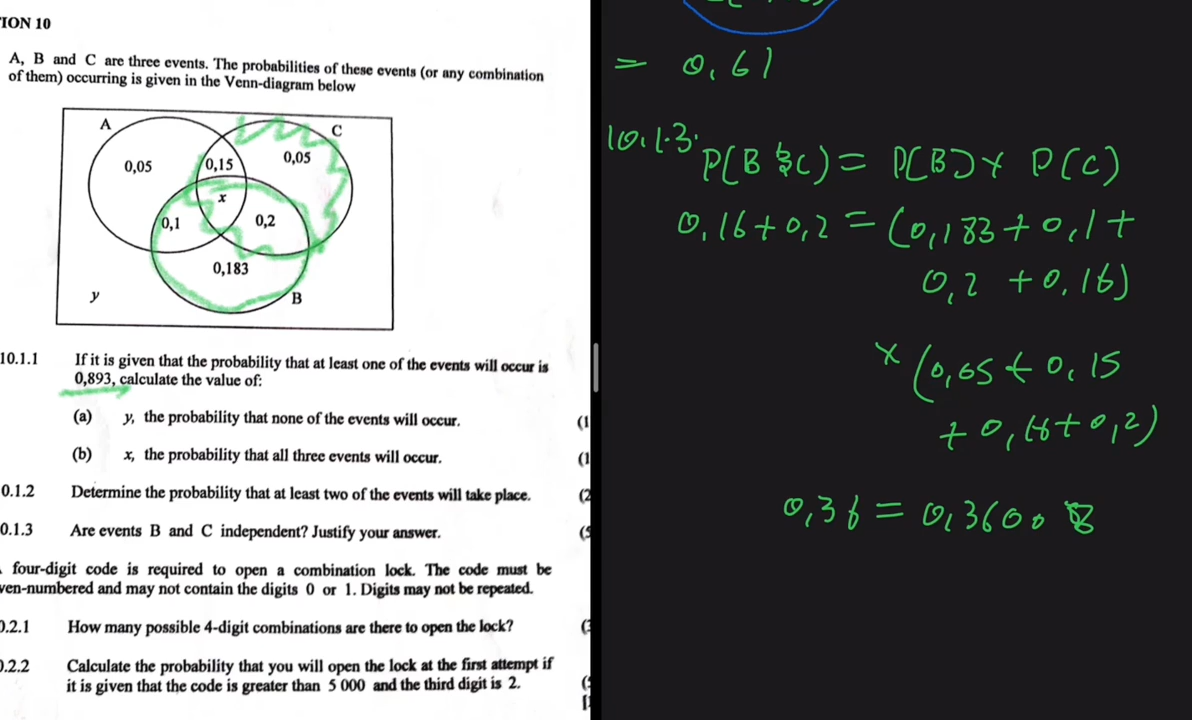 TION 10
A, B and C are three events. The probabilities of these events (or any combination
of them) occurring is given in the Venn-diagram below
A
C
0,05
0,15
0,05
x
0,1
0,2
0,183
y
B
10.1.1 If it is given that the probability that at least one of the events will occur is
0,893, calculate the value of:
(a) y, the probability that none of the events will occur. (1
(b) x, the probability that all three events will occur. (1
0.1.2 Determine the probability that at least two of the events will take place. (2
0.1.3 Are events B and C independent? Justify your answer. (5
four-digit code is required to open a combination lock. The code must be
ven-numbered and may not contain the digits 0 or 1. Digits may not be repeated.
0.2.1 How many possible 4-digit combinations are there to open the lock? (3
0.2.2 Calculate the probability that you will open the lock at the first attempt if
it is given that the code is greater than 5 000 and the third digit is 2. (5
[
= 0,61
10.1.3. P(B & C) = P(B) x P(C)
0,16 + 0,2 = (0,183 + 0,1 +
0,2 + 0,16)
x (0,05 + 0,15
+ 0,16 + 0,2)
0,36 = 0,36008